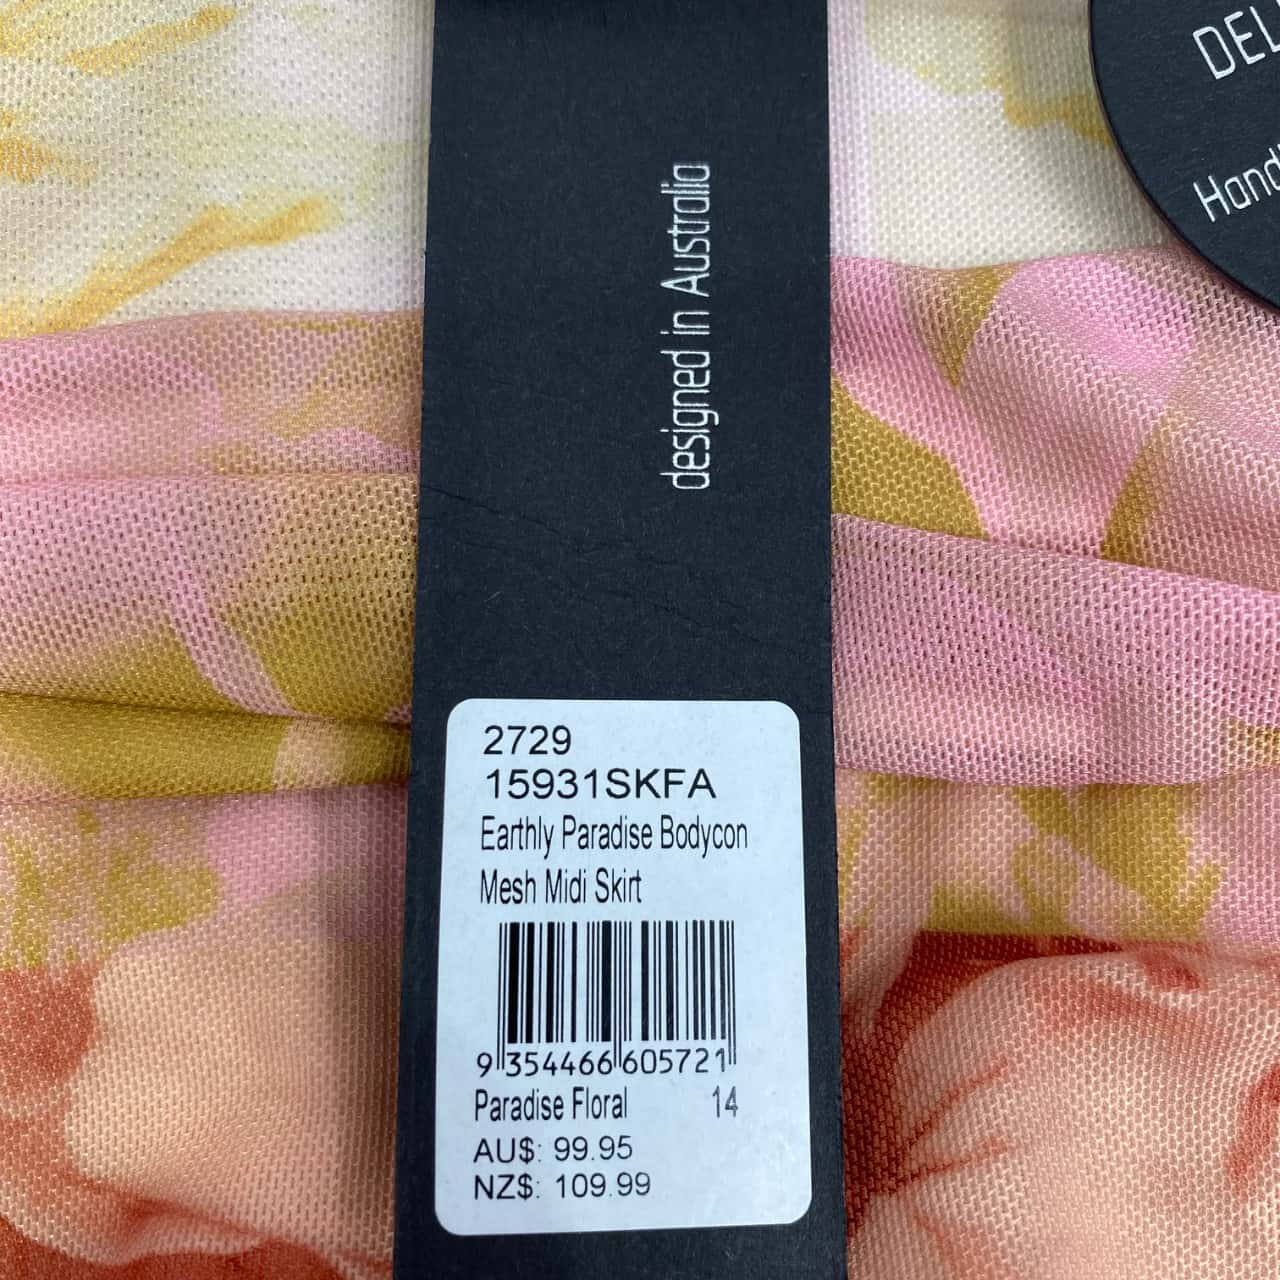 designed in Australia
2729
15931SKFA
Earthly Paradise Bodycon
Mesh Midi Skirt
9 354466 605721
Paradise Floral 14
AU$: 99.95
NZ$: 109.99